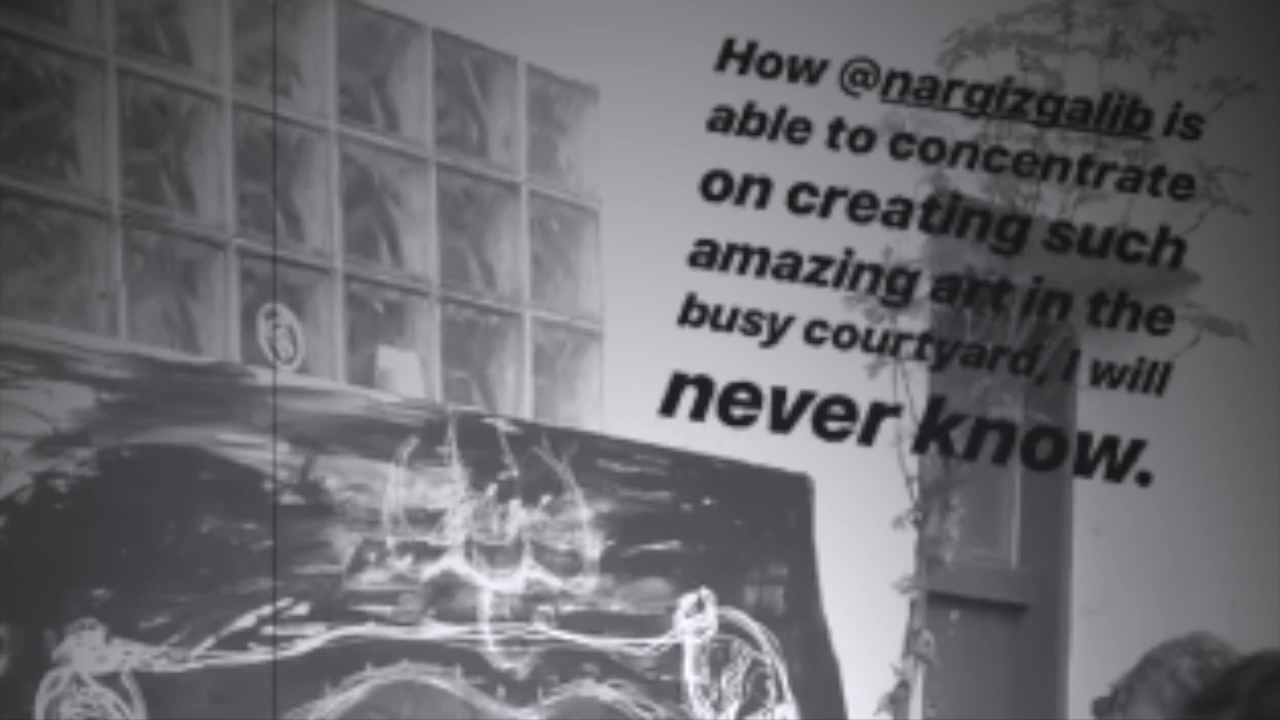 How @nargizgalib is
able to concentrate
on creating such
amazing art in the
busy courtyard, I will
never know.